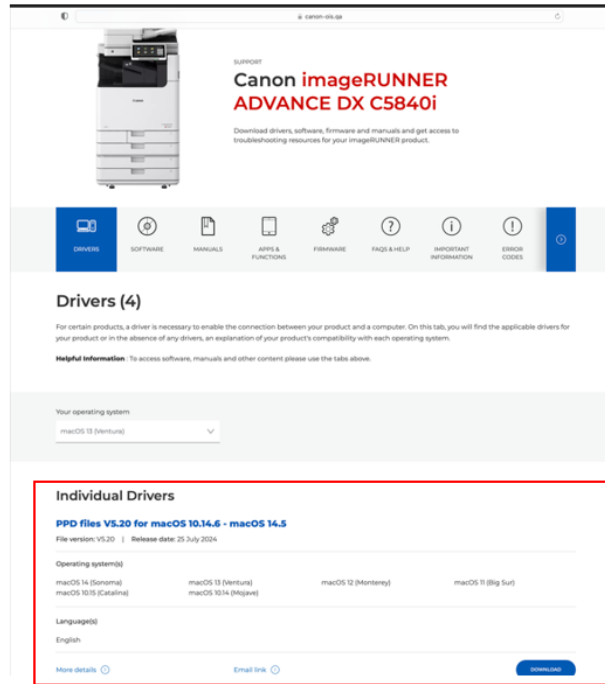 canon-ois.qa
SUPPORT
Canon imageRUNNER
ADVANCE DX C5840i
Download drivers, software, firmware and manuals and get access to
troubleshooting resources for your imageRUNNER product.
DRIVERS
SOFTWARE
MANUALS
APPS &
FUNCTIONS
FIRMWARE
FAQS & HELP
IMPORTANT
INFORMATION
ERROR
CODES
Drivers (4)
For certain products, a driver is necessary to enable the connection between your product and a computer. On this tab, you will find the applicable drivers for
your product or in the absence of any drivers, an explanation of your product's compatibility with each operating system.
Helpful Information : To access software, manuals and other content please use the tabs above.
Your operating system
macOS 13 (Ventura)
Individual Drivers
PPD files V5.20 for macOS 10.14.6 - macOS 14.5
File version: V5.20 | Release date: 25 July 2024
Operating system(s)
macOS 14 (Sonoma) macOS 13 (Ventura) macOS 12 (Monterey) macOS 11 (Big Sur)
macOS 10.15 (Catalina) macOS 10.14 (Mojave)
Language(s)
English
More details Email link DOWNLOAD